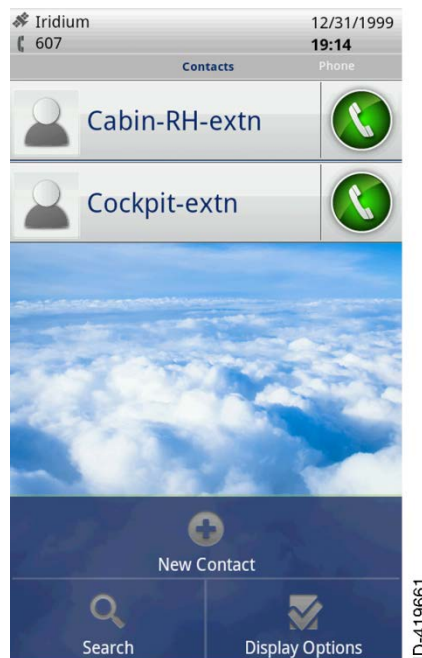 Iridium 12/31/1999
607 19:14
Contacts Phone
Cabin-RH-extn
Cockpit-extn
New Contact
Search Display Options
ID-419661